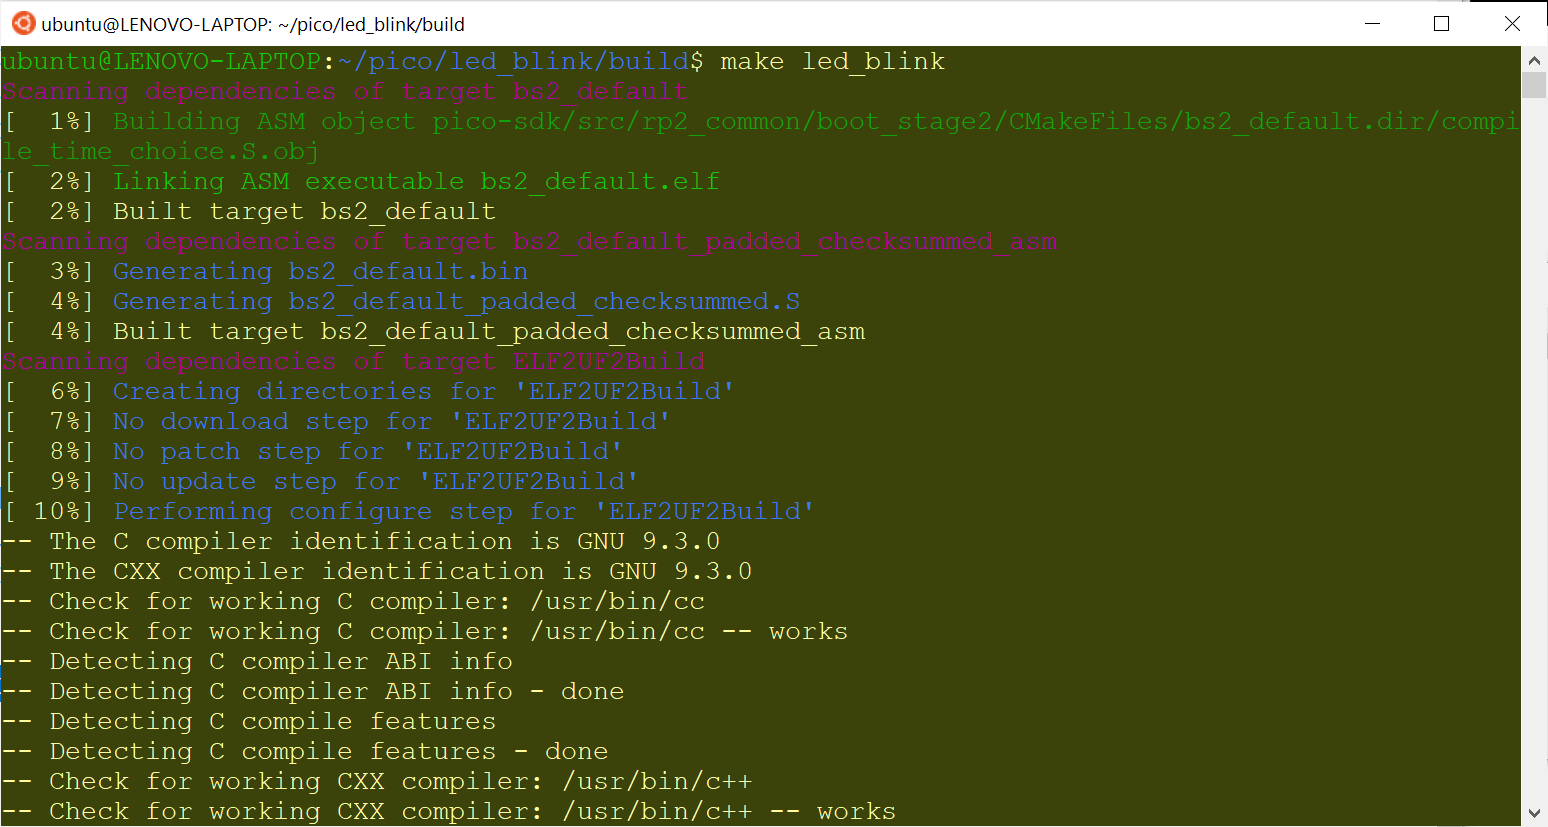 ubuntu@LENOVO-LAPTOP: ~/pico/led_blink/build
ubuntu@LENOVO-LAPTOP:~/pico/led_blink/build$ make led_blink
Scanning dependencies of target bs2_default
[  1%] Building ASM object pico-sdk/src/rp2_common/boot_stage2/CMakeFiles/bs2_default.dir/compi
le_time_choice.S.obj
[  2%] Linking ASM executable bs2_default.elf
[  2%] Built target bs2_default
Scanning dependencies of target bs2_default_padded_checksummed_asm
[  3%] Generating bs2_default.bin
[  4%] Generating bs2_default_padded_checksummed.S
[  4%] Built target bs2_default_padded_checksummed_asm
Scanning dependencies of target ELF2UF2Build
[  6%] Creating directories for 'ELF2UF2Build'
[  7%] No download step for 'ELF2UF2Build'
[  8%] No patch step for 'ELF2UF2Build'
[  9%] No update step for 'ELF2UF2Build'
[ 10%] Performing configure step for 'ELF2UF2Build'
-- The C compiler identification is GNU 9.3.0
-- The CXX compiler identification is GNU 9.3.0
-- Check for working C compiler: /usr/bin/cc
-- Check for working C compiler: /usr/bin/cc -- works
-- Detecting C compiler ABI info
-- Detecting C compiler ABI info - done
-- Detecting C compile features
-- Detecting C compile features - done
-- Check for working CXX compiler: /usr/bin/c++
-- Check for working CXX compiler: /usr/bin/c++ -- works